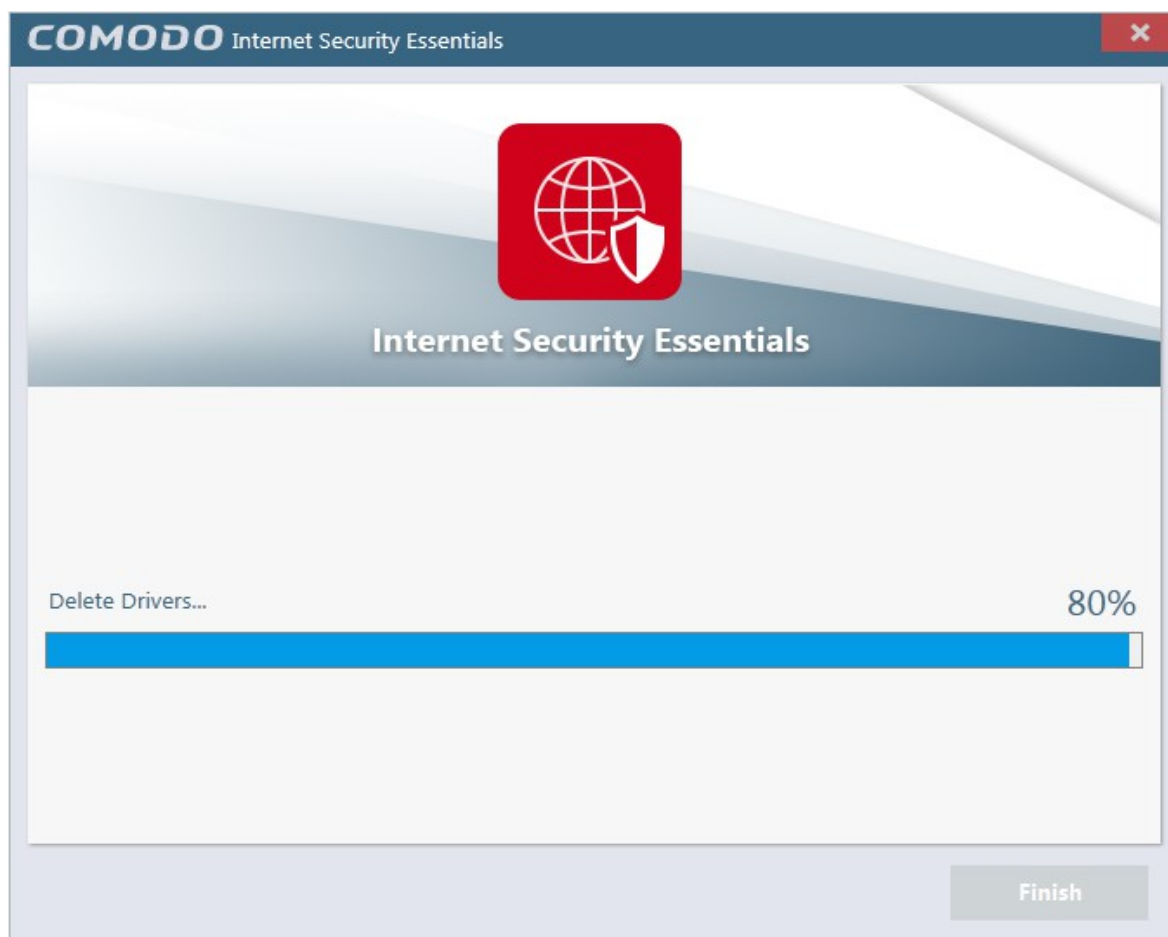 COMODO Internet Security Essentials
Internet Security Essentials
Delete Drivers...
80%
Finish